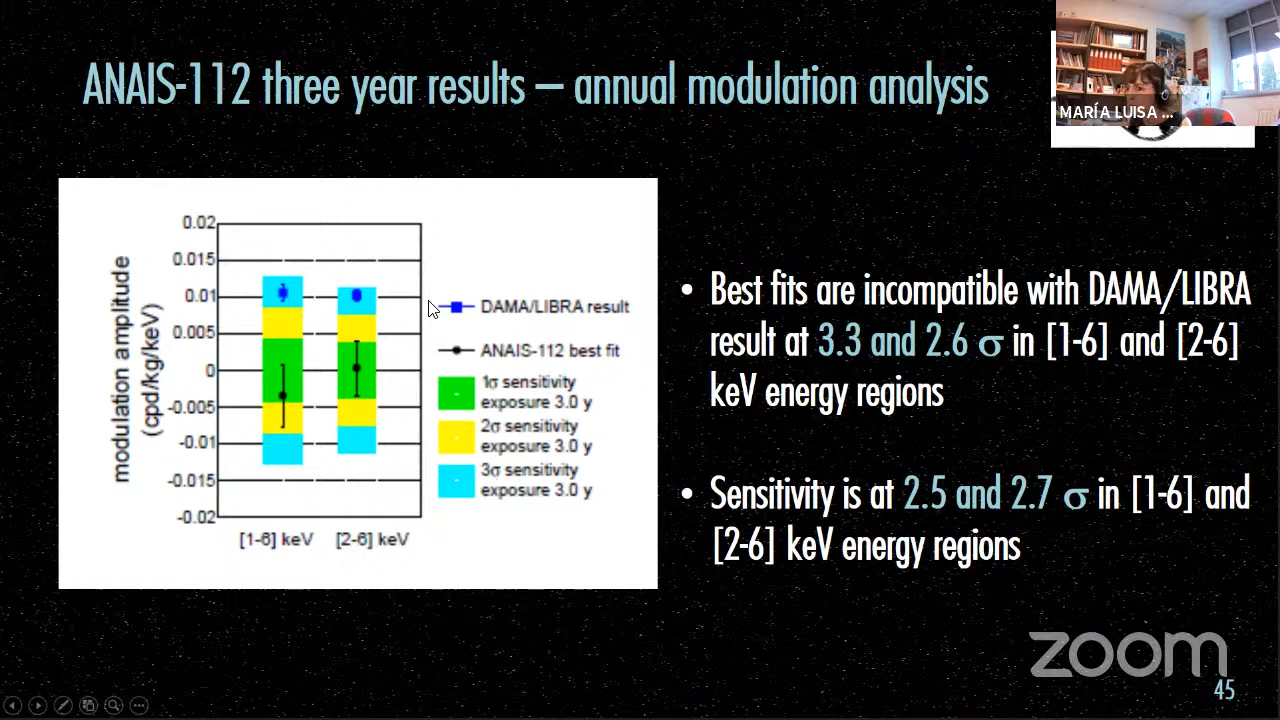 ANAIS-112 three year results – annual modulation analysis
MARÍA LUISA ...
modulation amplitude
(cpd/kg/keV)
0.02
0.015
0.01
0.005
0
-0.005
-0.01
-0.015
-0.02
[1-6] keV
[2-6] keV
DAMA/LIBRA result
ANAIS-112 best fit
1σ sensitivity
exposure 3.0 y
2σ sensitivity
exposure 3.0 y
3σ sensitivity
exposure 3.0 y
• Best fits are incompatible with DAMA/LIBRA
result at 3.3 and 2.6 σ in [1-6] and [2-6]
keV energy regions
• Sensitivity is at 2.5 and 2.7 σ in [1-6] and
[2-6] keV energy regions
zoom
45